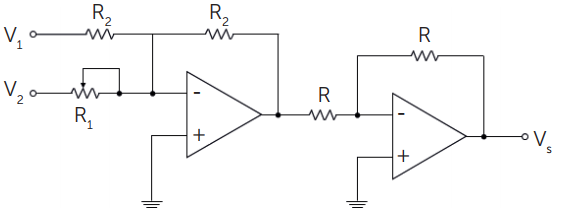 R₂
R₂
V₁
R
V₂
R₁
-
+
R
-
+
Vₛ